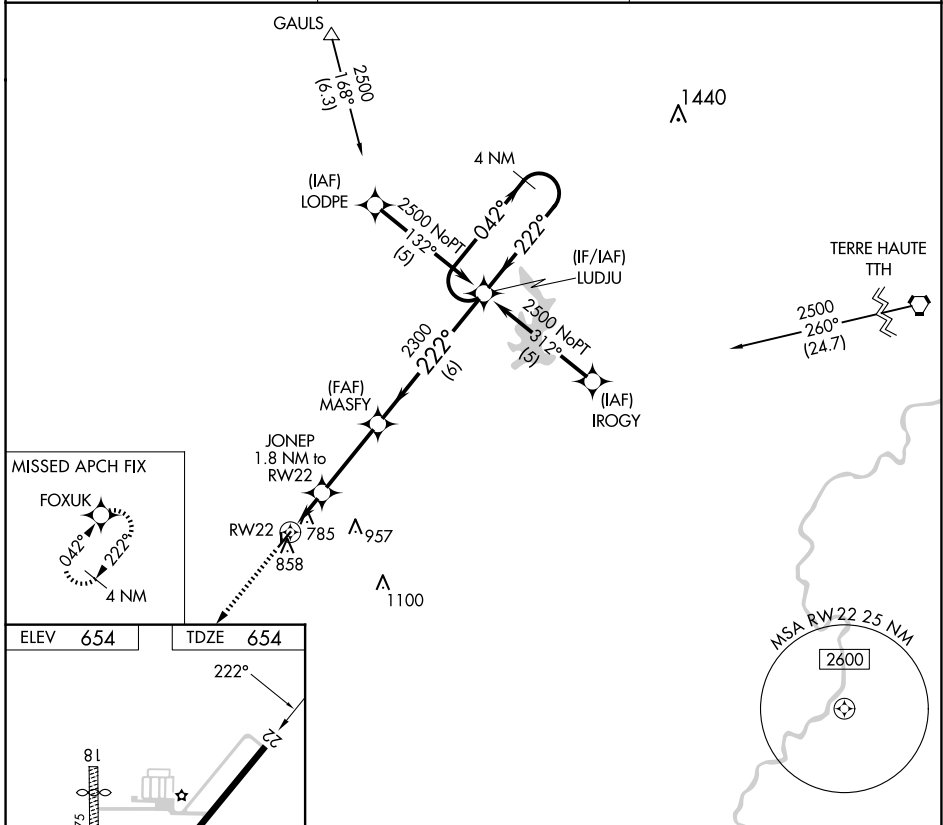 GAULS
2500
168°
(6.3)
1440
4 NM
(IAF)
LODPE
2500 NoPT
132°
(5)
042°
222°
(IF/IAF)
LUDJU
TERRE HAUTE
TTH
2500
260°
(24.7)
2500 NoPT
312°
(5)
2300
222°
(6)
(IAF)
IROGY
(FAF)
MASFY
JONEP
1.8 NM to
RW22
MISSED APCH FIX
FOXUK
042°
222°
4 NM
RW22
785
957
858
1100
ELEV 654
TDZE 654
MSA RW22 25 NM
2600
222°
22
18
75